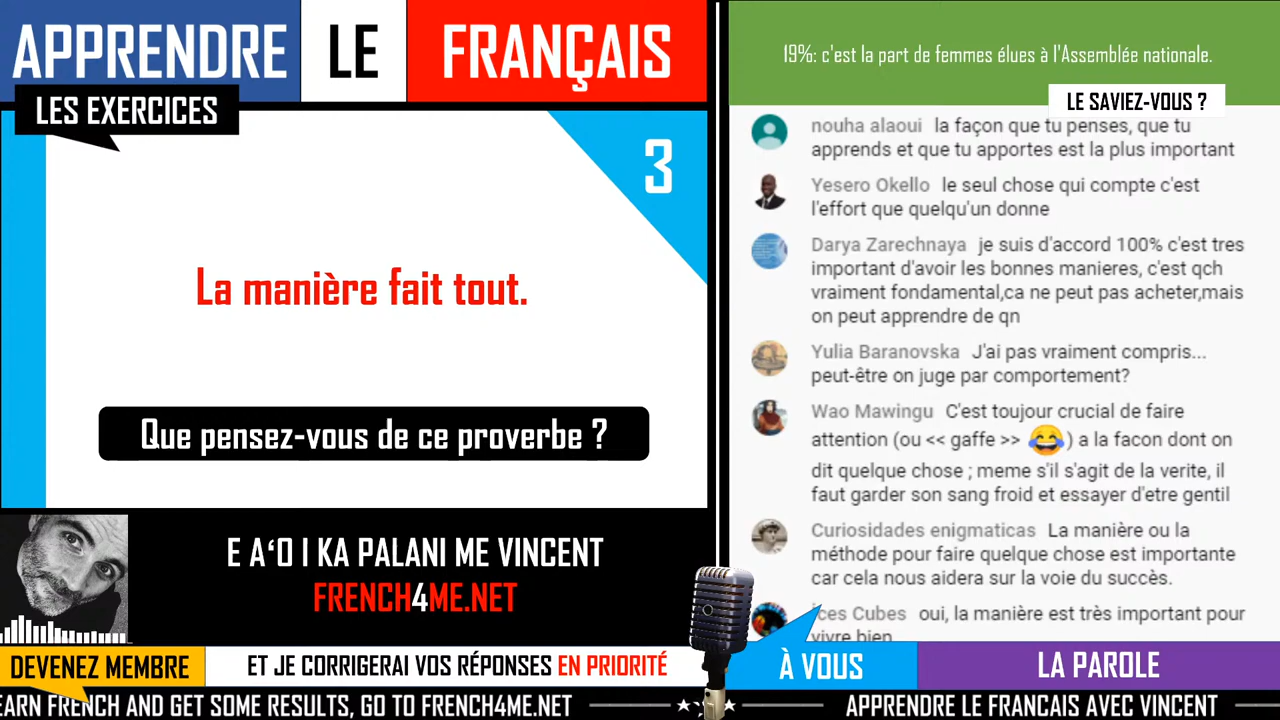 APPRENDRE LE FRANÇAIS
LES EXERCICES
3
La manière fait tout.
Que pensez-vous de ce proverbe ?
E AʻO I KA PALANI ME VINCENT
FRENCH4ME.NET
DEVENEZ MEMBRE
ET JE CORRIGERAI VOS RÉPONSES EN PRIORITÉ
EARN FRENCH AND GET SOME RESULTS, GO TO FRENCH4ME.NET
19%: c'est la part de femmes élues à l'Assemblée nationale.
LE SAVIEZ-VOUS ?
nouha alaoui la façon que tu penses, que tu
apprends et que tu apportes est la plus important
Yesero Okello le seul chose qui compte c'est
l'effort que quelqu'un donne
Darya Zarechnaya je suis d'accord 100% c'est tres
important d'avoir les bonnes manieres, c'est qch
vraiment fondamental,ca ne peut pas acheter,mais
on peut apprendre de qn
Yulia Baranovska J'ai pas vraiment compris...
peut-être on juge par comportement?
Wao Mawingu C'est toujour crucial de faire
attention (ou << gaffe >> 😂) a la facon dont on
dit quelque chose ; meme s'il s'agit de la verite, il
faut garder son sang froid et essayer d'etre gentil
Curiosidades enigmaticas La manière ou la
méthode pour faire quelque chose est importante
car cela nous aidera sur la voie du succès.
Ices Cubes oui, la manière est très important pour
vivre bien
À VOUS LA PAROLE
APPRENDRE LE FRANCAIS AVEC VINCENT